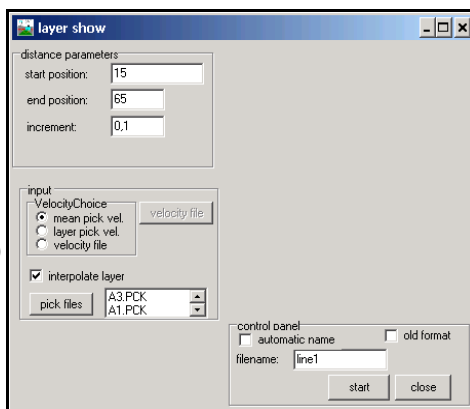 layer show
distance parameters
start position: 15
end position: 65
increment: 0,1
input
VelocityChoice
mean pick vel.
velocity file
layer pick vel.
velocity file
interpolate layer
pick files
A3.PCK
A1.PCK
control panel
automatic name
old format
filename: line1
start close